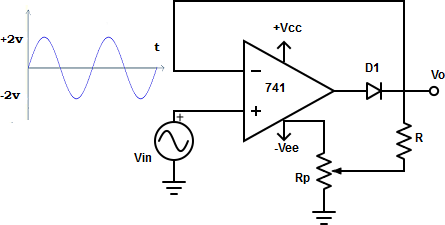 +2v
-2v
t
+Vcc
741
-Vee
D1
Vo
R
Rp
Vin
+
−
+